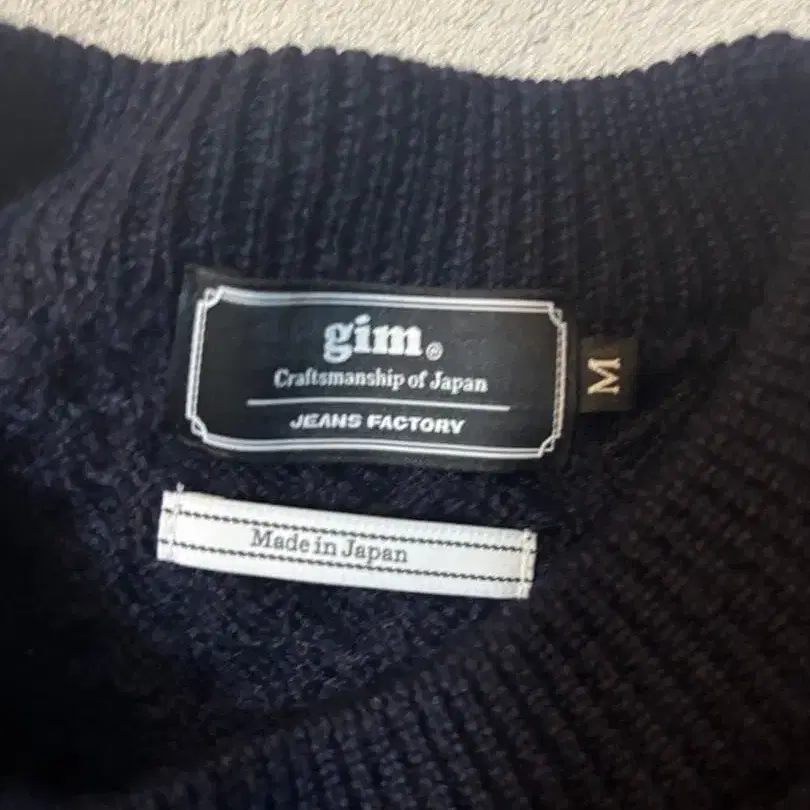 gim®
Craftsmanship of Japan
JEANS FACTORY
M
Made in Japan